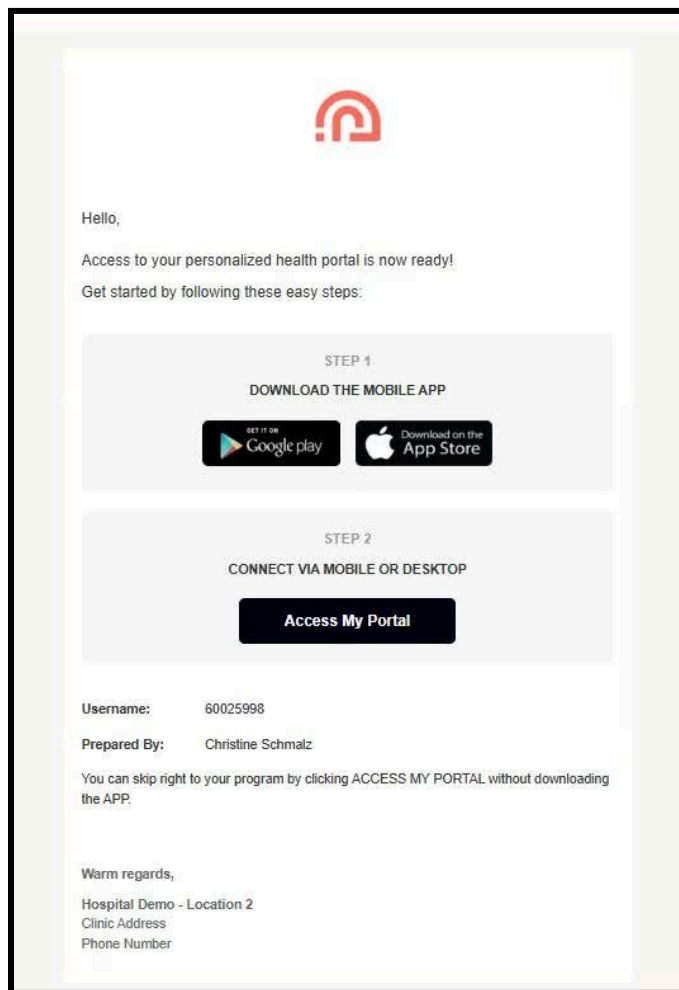 Hello,
Access to your personalized health portal is now ready!
Get started by following these easy steps:
STEP 1
DOWNLOAD THE MOBILE APP
GET IT ON
Google play
Download on the
App Store
STEP 2
CONNECT VIA MOBILE OR DESKTOP
Access My Portal
Username: 60025998
Prepared By: Christine Schmalz
You can skip right to your program by clicking ACCESS MY PORTAL without downloading
the APP.
Warm regards,
Hospital Demo - Location 2
Clinic Address
Phone Number